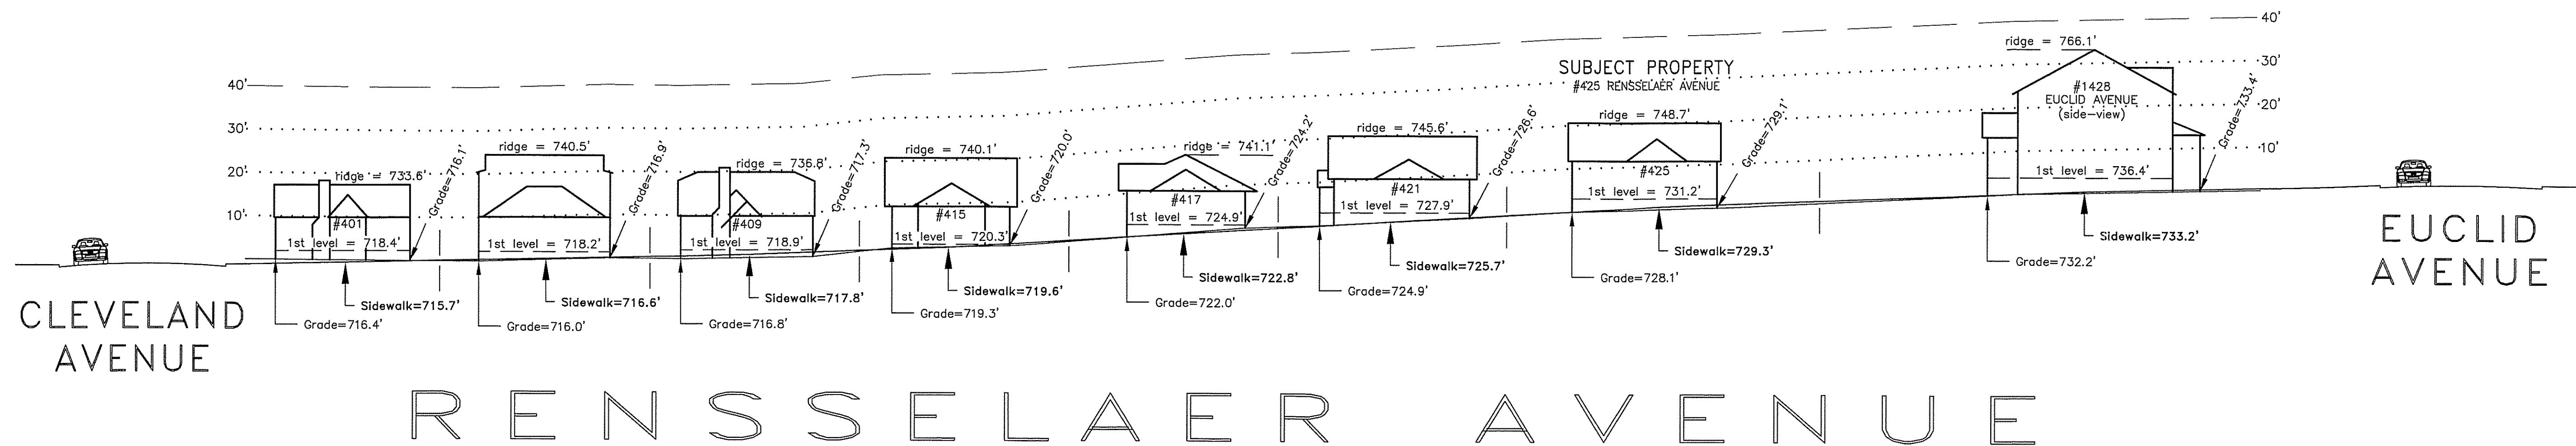 40'
30'
20'
10'
ridge = 733.6'
#401
1st level = 718.4'
Grade=716.1'
Sidewalk=715.7'
Grade=716.4'
ridge = 740.5'
1st level = 718.2'
Grade=716.9'
Sidewalk=716.6'
Grade=716.0'
ridge = 736.8'
#409
1st level = 718.9'
Grade=717.3'
Sidewalk=717.8'
Grade=716.8'
ridge = 740.1'
#415
1st level = 720.3'
Grade=720.0'
Sidewalk=719.6'
Grade=719.3'
ridge = 741.1'
#417
1st level = 724.9'
Grade=724.2'
Sidewalk=722.8'
Grade=722.0'
ridge = 745.6'
#421
1st level = 727.9'
Grade=726.6'
Sidewalk=725.7'
Grade=724.9'
SUBJECT PROPERTY
#425 RENSSELAER AVENUE
ridge = 748.7'
#425
1st level = 731.2'
Grade=729.1'
Sidewalk=729.3'
Grade=728.1'
ridge = 766.1'
#1428
EUCLID AVENUE
(side-view)
1st level = 736.4'
Grade=733.4'
Sidewalk=733.2'
Grade=732.2'
40'
30'
20'
10'
CLEVELAND
AVENUE
EUCLID
AVENUE
RENSSELAER AVENUE